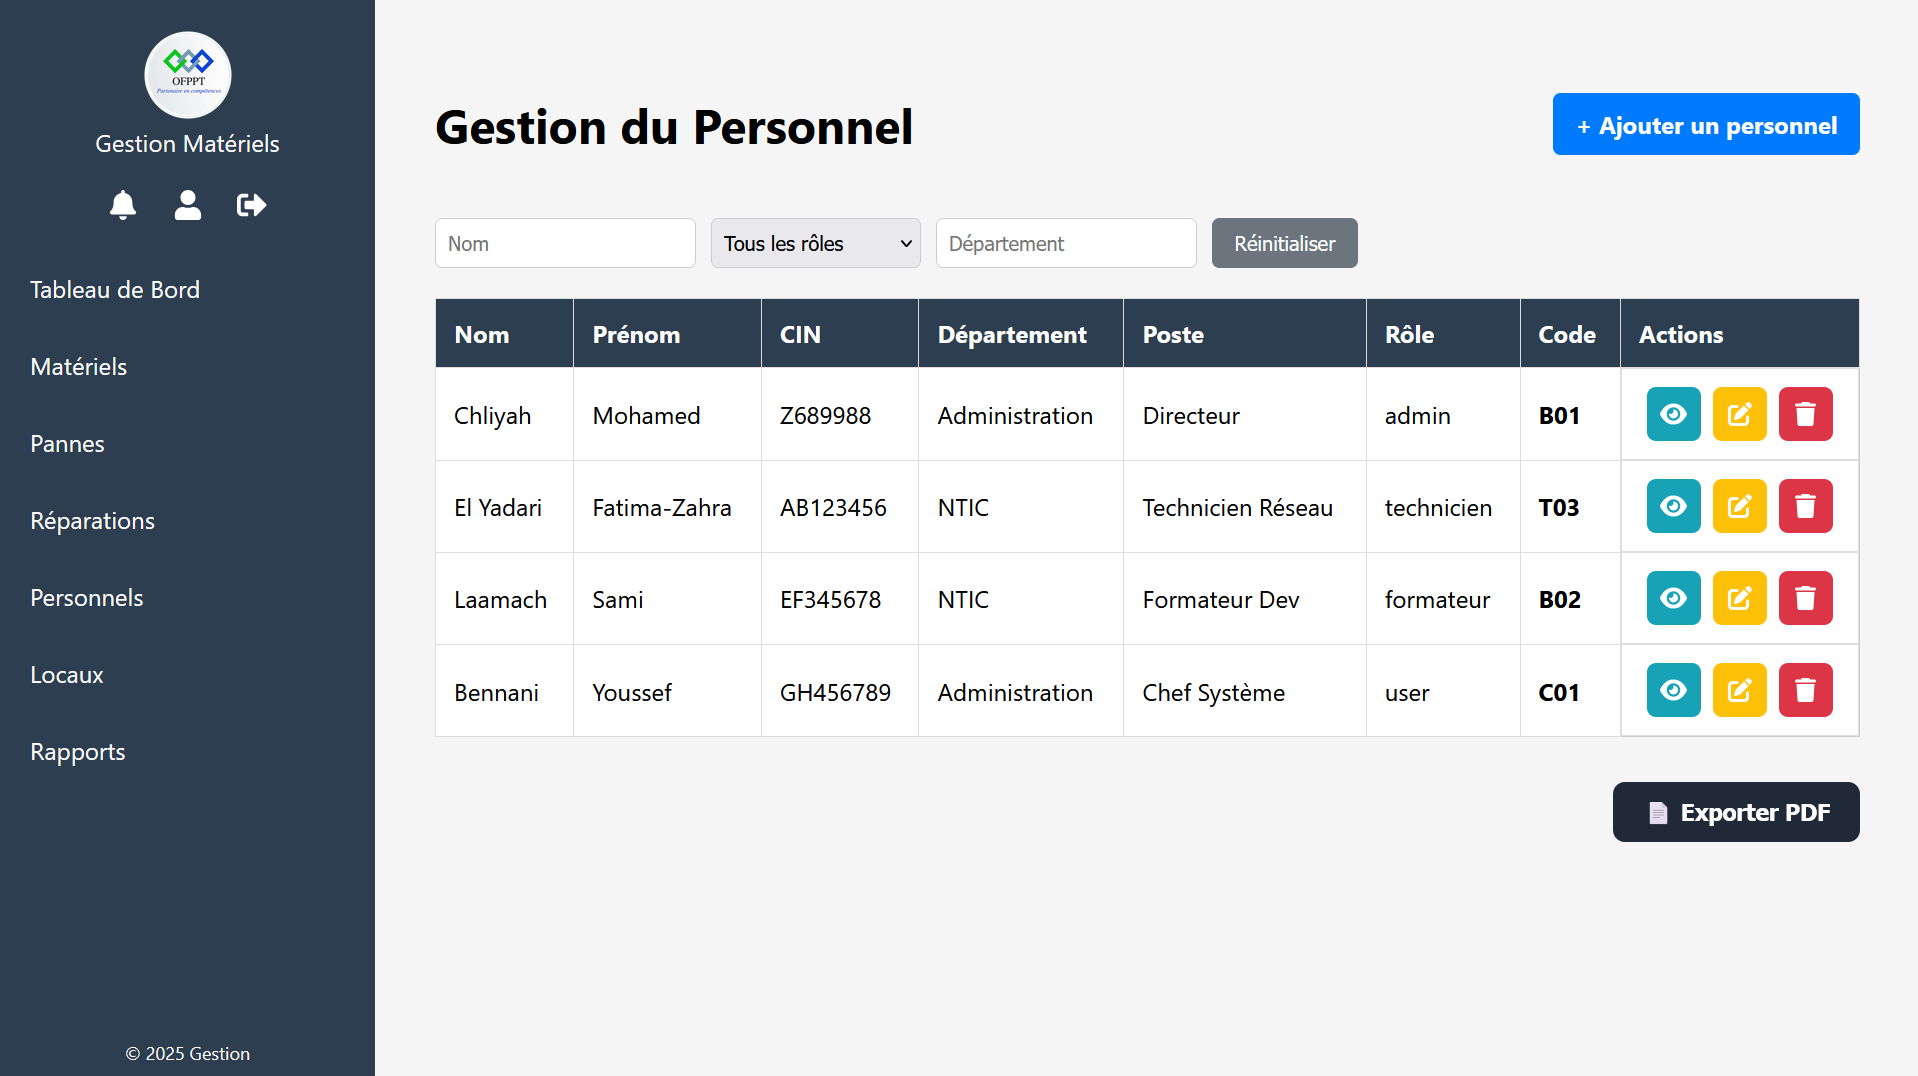 OFPPT
Partenaire en compétences
Gestion Matériels
Tableau de Bord
Matériels
Pannes
Réparations
Personnels
Locaux
Rapports
© 2025 Gestion
Gestion du Personnel
+ Ajouter un personnel
Nom Tous les rôles Département Réinitialiser
Nom Prénom CIN Département Poste Rôle Code Actions
Chliyah Mohamed Z689988 Administration Directeur admin B01
El Yadari Fatima-Zahra AB123456 NTIC Technicien Réseau technicien T03
Laamach Sami EF345678 NTIC Formateur Dev formateur B02
Bennani Youssef GH456789 Administration Chef Système user C01
Exporter PDF